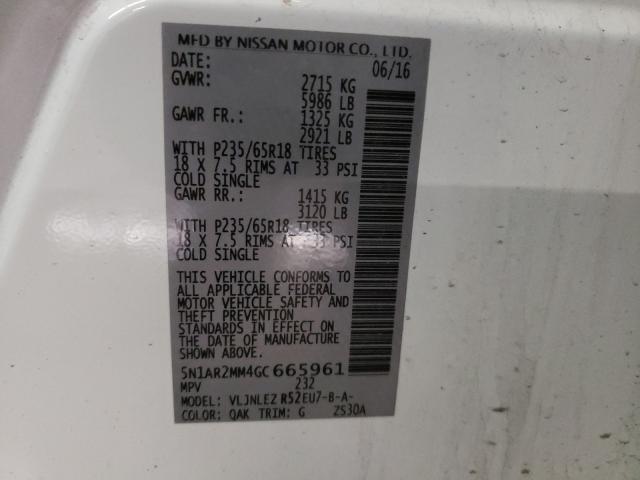 MFD BY NISSAN MOTOR CO., LTD.
DATE: 06/16
GVWR: 2715 KG
5986 LB
GAWR FR.: 1325 KG
2921 LB
WITH P235/65R18 TIRES
18 X 7.5 RIMS AT 33 PSI
COLD SINGLE
GAWR RR.: 1415 KG
3120 LB
WITH P235/65R18 TIRES
18 X 7.5 RIMS AT 33 PSI
COLD SINGLE
THIS VEHICLE CONFORMS TO
ALL APPLICABLE FEDERAL
MOTOR VEHICLE SAFETY AND
THEFT PREVENTION
STANDARDS IN EFFECT ON
THE DATE OF MANUFACTURE
SHOWN ABOVE.
5N1AR2MM4GC665961
MPV 232
MODEL: VLJNLEZ R52EU7-B-A-
COLOR: QAK TRIM: G ZS30A